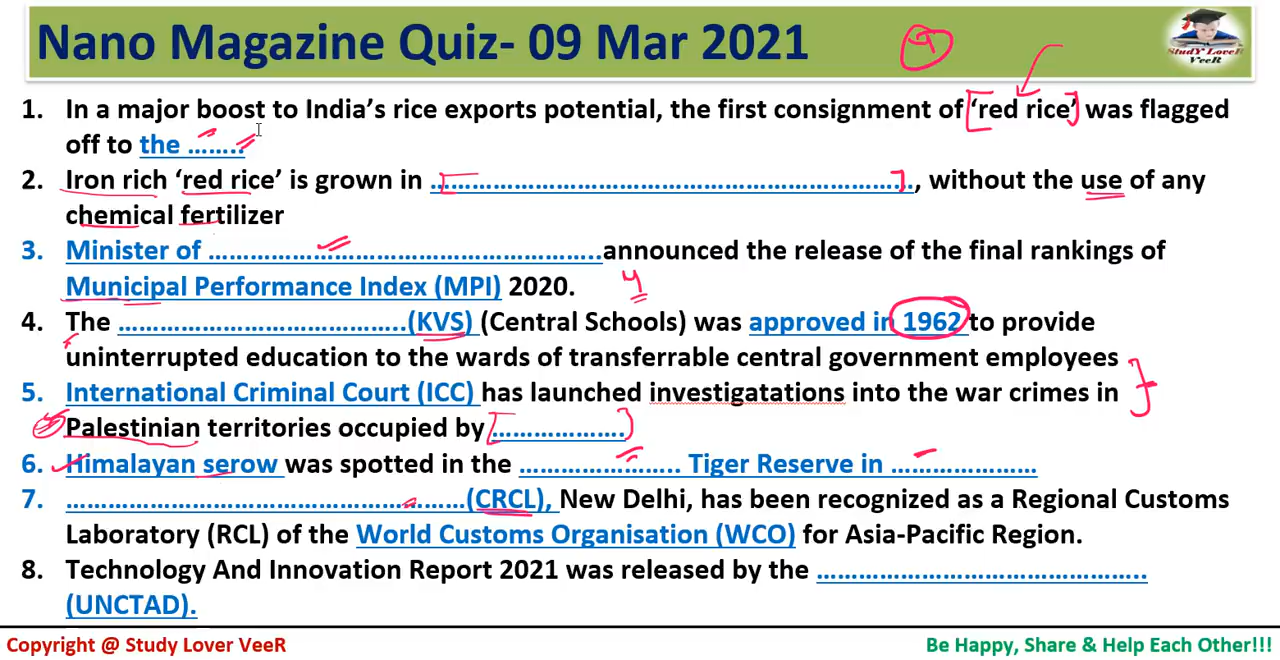 Nano Magazine Quiz- 09 Mar 2021
StudY LoveR
VeeR
1. In a major boost to India’s rice exports potential, the first consignment of ‘red rice’ was flagged
off to the ……..
2. Iron rich ‘red rice’ is grown in …………………………………………………………….., without the use of any
chemical fertilizer
3. Minister of …………………………………………………..announced the release of the final rankings of
Municipal Performance Index (MPI) 2020.
4. The ……………………………………..(KVS) (Central Schools) was approved in 1962 to provide
uninterrupted education to the wards of transferrable central government employees
5. International Criminal Court (ICC) has launched investigatations into the war crimes in
Palestinian territories occupied by ……………….
6. Himalayan serow was spotted in the …………………….. Tiger Reserve in …………………
7. ……………………………………………………(CRCL), New Delhi, has been recognized as a Regional Customs
Laboratory (RCL) of the World Customs Organisation (WCO) for Asia-Pacific Region.
8. Technology And Innovation Report 2021 was released by the …………………………………………..
(UNCTAD).
Copyright @ Study Lover VeeR
Be Happy, Share & Help Each Other!!!